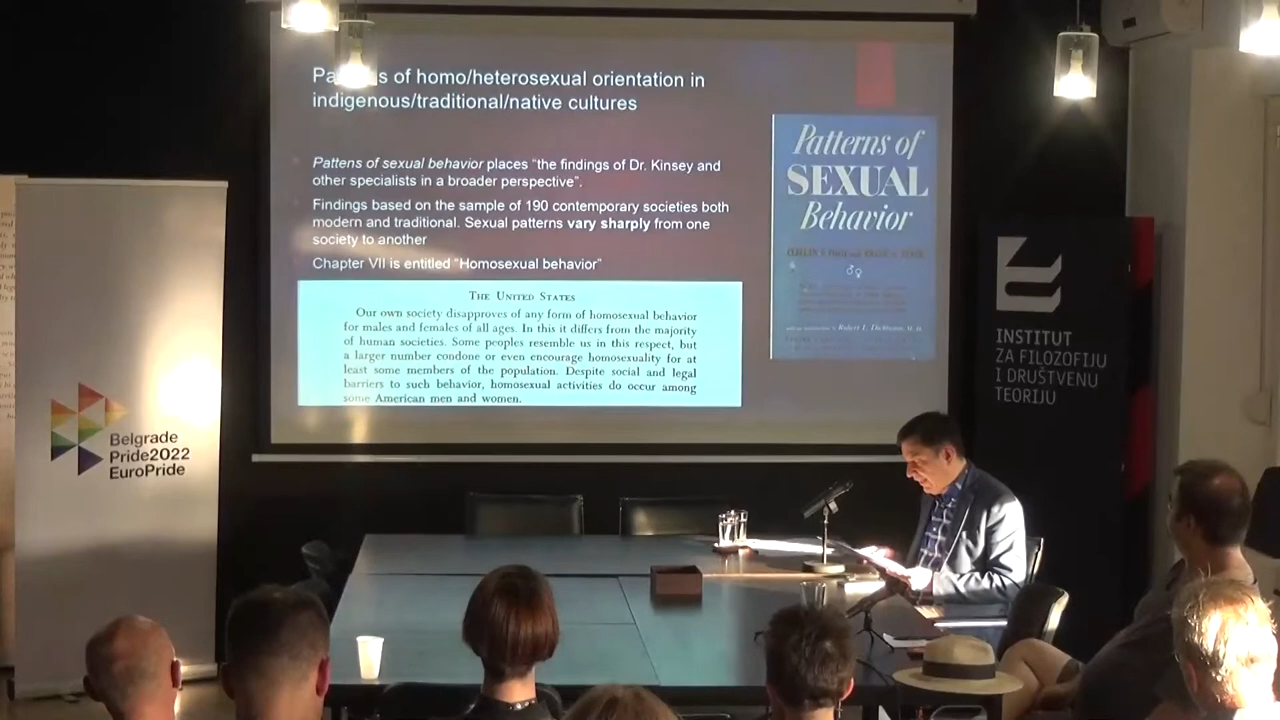 Pa s of homo/heterosexual orientation in
indigenous/traditional/native cultures
Pattens of sexual behavior places “the findings of Dr. Kinsey and
other specialists in a broader perspective”.
Findings based on the sample of 190 contemporary societies both
modern and traditional. Sexual patterns vary sharply from one
society to another
Chapter VII is entitled “Homosexual behavior”
THE UNITED STATES
Our own society disapproves of any form of homosexual behavior
for males and females of all ages. In this it differs from the majority
of human societies. Some peoples resemble us in this respect, but
a larger number condone or even encourage homosexuality for at
least some members of the population. Despite social and legal
barriers to such behavior, homosexual activities do occur among
some American men and women.
Patterns of
SEXUAL
Behavior
Robert L. Dickinson, M.D.
Belgrade
Pride2022
EuroPride
INSTITUT
ZA FILOZOFIJU
I DRUŠTVENU
TEORIJU